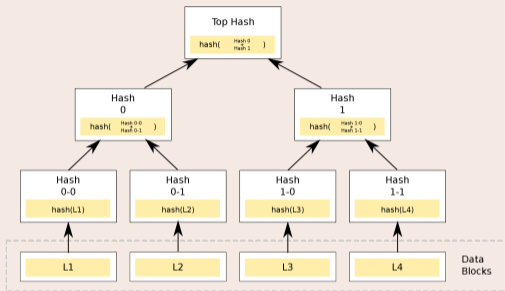 Top Hash
hash( Hash 0 + Hash 1 )
Hash
0
hash( Hash 0-0 + Hash 0-1 )
Hash
1
hash( Hash 1-0 + Hash 1-1 )
Hash
0-0
hash(L1)
Hash
0-1
hash(L2)
Hash
1-0
hash(L3)
Hash
1-1
hash(L4)
L1
L2
L3
L4
Data
Blocks